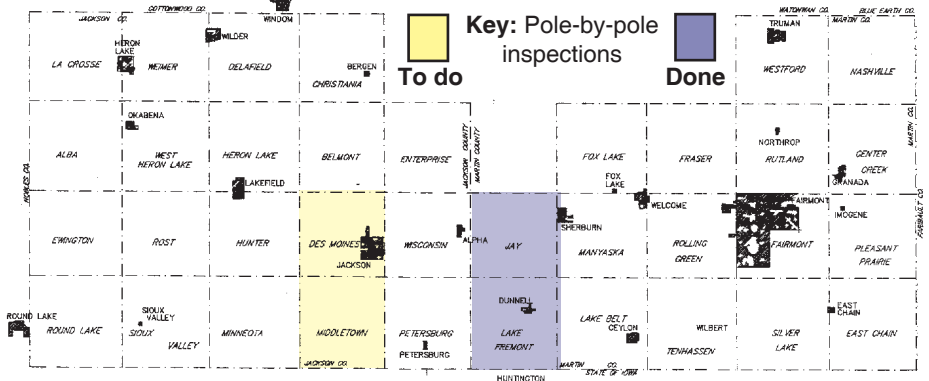 JACKSON CO.
COTTONWOOD CO.
WINDOM
WATONWAN CO.
BLUE EARTH CO.
MARTIN CO.
Key: Pole-by-pole
inspections
To do
Done
HERON
LAKE
WILDER
TRUMAN
LA CROSSE
WEIMER
DELAFIELD
BERGEN
CHRISTIANIA
WESTFORD
NASHVILLE
OKABENA
NORTHROP
JACKSON COUNTY
MARTIN COUNTY
MARTIN CO.
ALBA
WEST
HERON LAKE
HERON LAKE
BELMONT
ENTERPRISE
FOX LAKE
FRASER
RUTLAND
CENTER
CREEK
NOBLES CO.
LAKEFIELD
FOX
LAKE
GRANADA
FARIBAULT CO.
WELCOME
FAIRMONT
IMOGENE
SHERBURN
EWINGTON
ROST
HUNTER
DES MOINES
JACKSON
WISCONSIN
ALPHA
JAY
MANYASKA
ROLLING
GREEN
FAIRMONT
PLEASANT
PRAIRIE
ROUND LAKE
SIOUX
VALLEY
DUNNELL
EAST
CHAIN
ROUND LAKE
SIOUX
VALLEY
MINNEOTA
MIDDLETOWN
PETERSBURG
PETERSBURG
LAKE
FREMONT
LAKE BELT
CEYLON
WILBERT
TENHASSEN
SILVER
LAKE
EAST CHAIN
JACKSON CO.
MARTIN CO.
STATE OF IOWA
HUNTINGTON